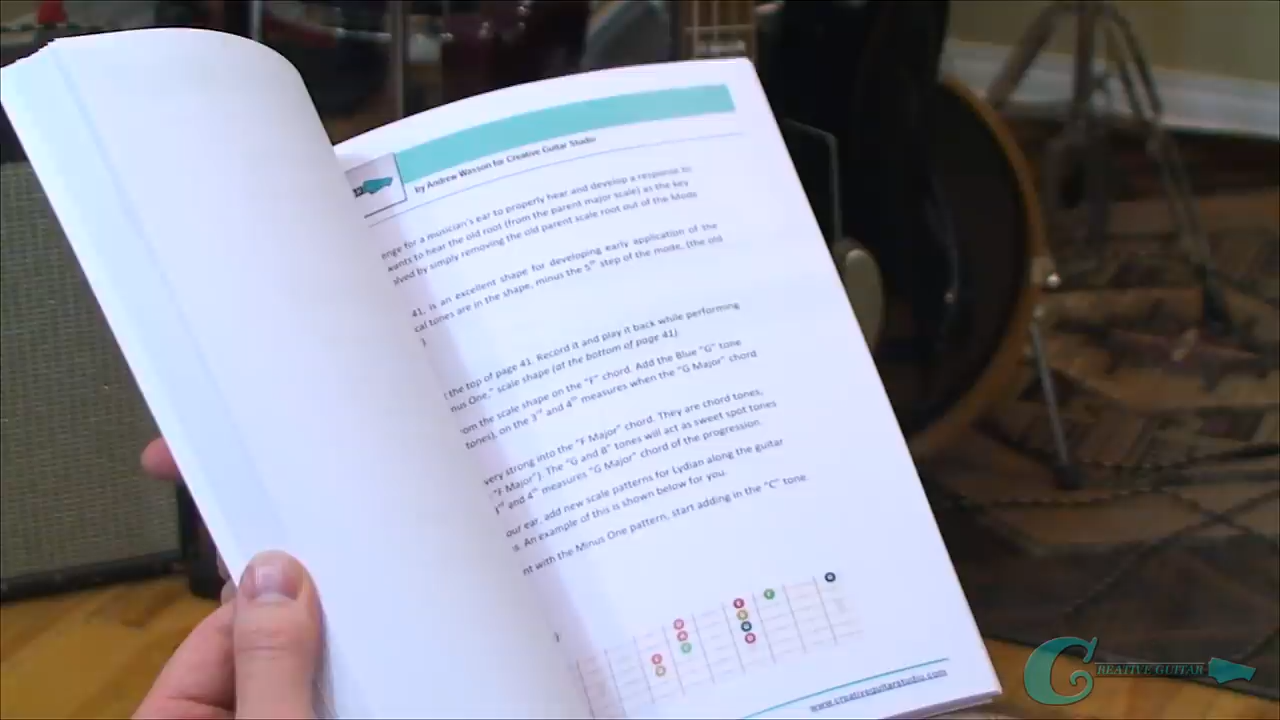 by Andrew Wasson for Creative Guitar Studio
enge for a musician's ear to properly hear and develop a response to
wants to hear the old root (from the parent major scale) as the key
lved by simply removing the old parent scale root out of the Mode
41, is an excellent shape for developing early application of the
cal tones are in the shape, minus the 5th step of the mode, (the old
)
the top of page 41. Record it and play it back while performing
nus One," scale shape (at the bottom of page 41)
om the scale shape on the "F" chord. Add the Blue "G" tone
tones), on the 3rd and 4th measures when the "G Major" chord
very strong into the "F Major" chord. They are chord tones,
"F Major"). The "G and B" tones will act as sweet spot tones
rd and 4th measures "G Major" chord of the progression.
our ear, add new scale patterns for Lydian along the guitar
s. An example of this is shown below for you.
nt with the Minus One pattern, start adding in the "C" tone.
)
www.creativeguitarstudio.com
CREATIVE GUITAR